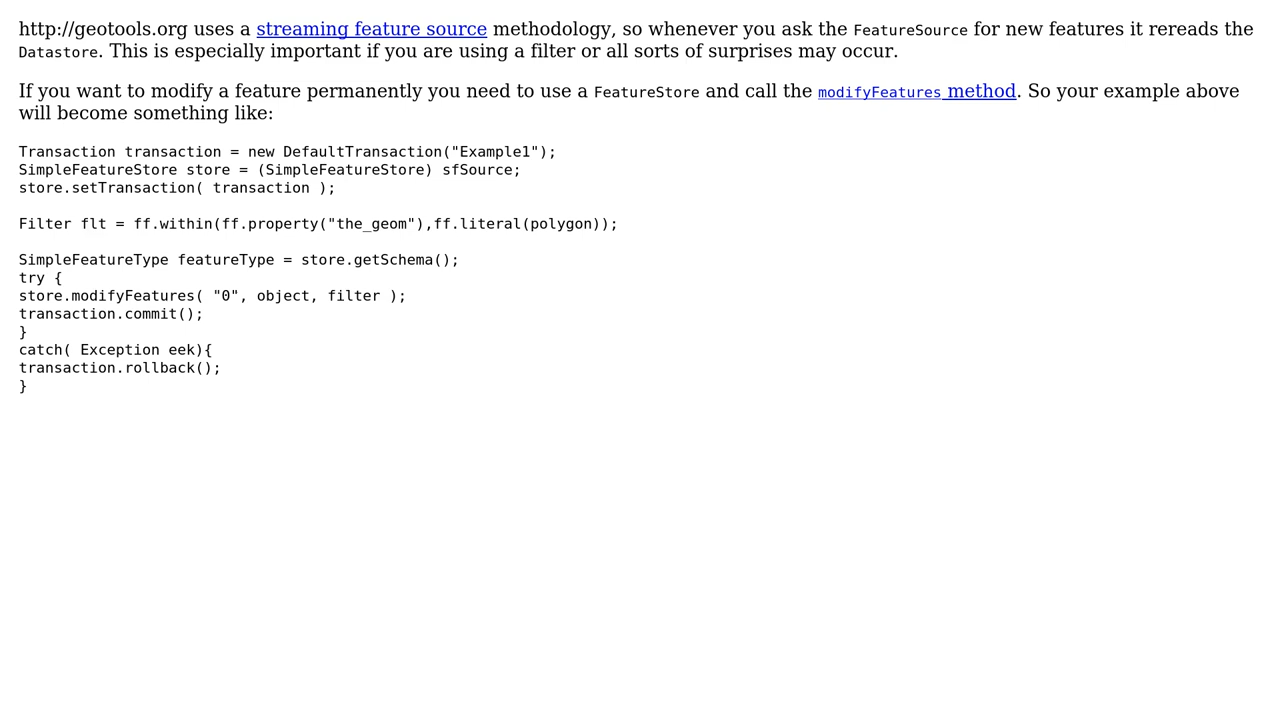 http://geotools.org uses a streaming feature source methodology, so whenever you ask the FeatureSource for new features it rereads the
Datastore. This is especially important if you are using a filter or all sorts of surprises may occur.
If you want to modify a feature permanently you need to use a FeatureStore and call the modifyFeatures method. So your example above
will become something like:
Transaction transaction = new DefaultTransaction("Example1");
SimpleFeatureStore store = (SimpleFeatureStore) sfSource;
store.setTransaction( transaction );
Filter flt = ff.within(ff.property("the_geom"),ff.literal(polygon));
SimpleFeatureType featureType = store.getSchema();
try {
store.modifyFeatures( "0", object, filter );
transaction.commit();
}
catch( Exception eek){
transaction.rollback();
}